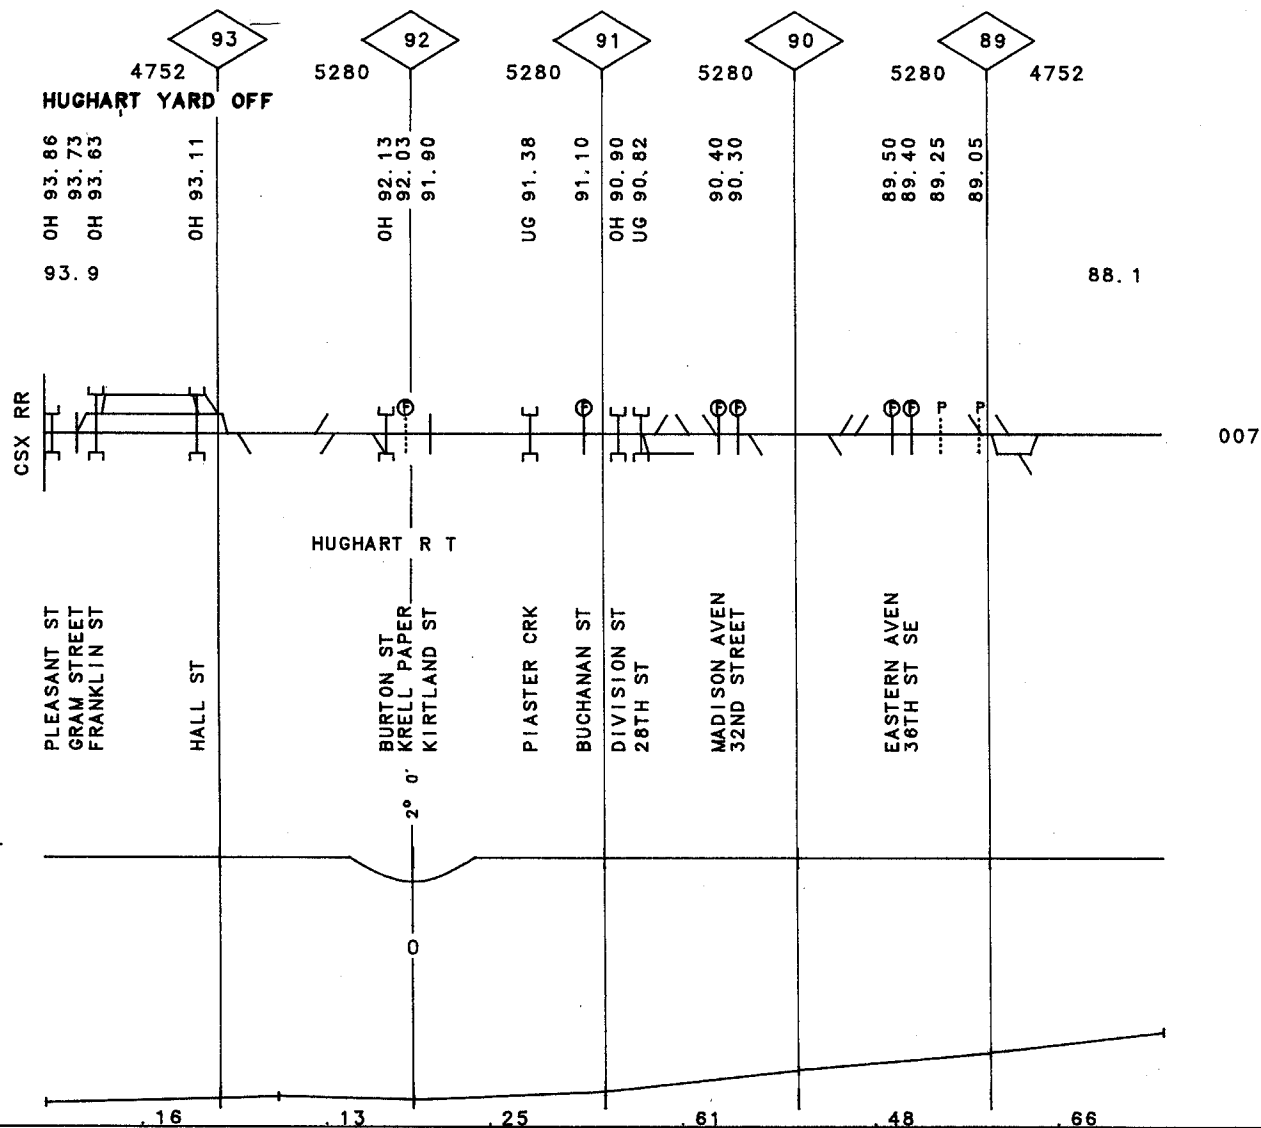 93 92 91 90 89
4752 5280 5280 5280 5280 4752
HUGHART YARD OFF
OH 93.86
93.73
OH 93.63
OH 93.11
OH 92.13
92.03
91.90
UG 91.38
91.10
OH 90.90
UG 90.82
90.40
90.30
89.50
89.40
89.25
89.05
93.9 88.1
CSX RR
F F F F F F P P
007
HUGHART R T
PLEASANT ST
GRAM STREET
FRANKLIN ST
HALL ST
BURTON ST
KRELL PAPER
KIRTLAND ST
PIASTER CRK
BUCHANAN ST
DIVISION ST
28TH ST
MADISON AVEN
32ND STREET
EASTERN AVEN
36TH ST SE
2° 0'
0
.16 .13 .25 .61 .48 .66